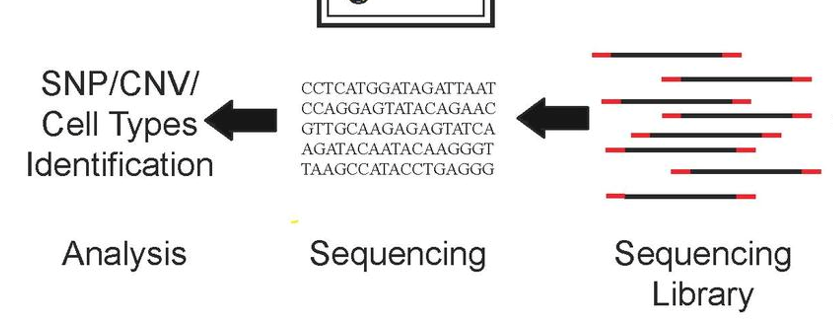 SNP/CNV/
Cell Types
Identification
CCTCATGGATAGATTAAT
CCAGGAGTATACAGAAC
GTTGCAAGAGAGTATCA
AGATACAATACAAGGGT
TAAGCCATACCTGAGGG
Analysis
Sequencing
Sequencing
Library